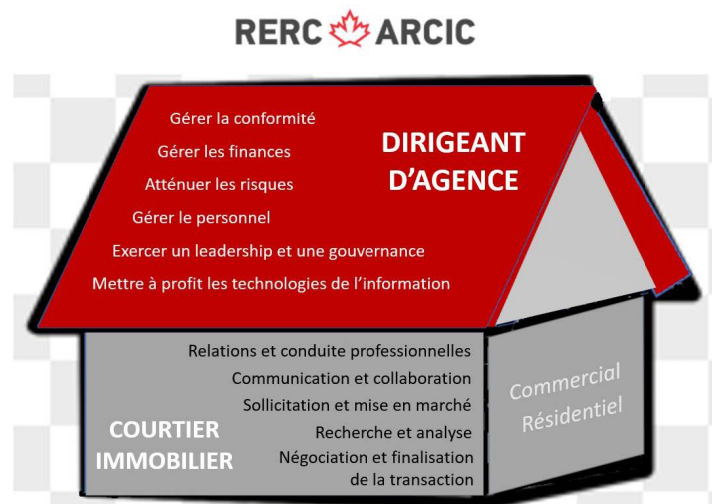 RERC ARCIC
Gérer la conformité
Gérer les finances
Atténuer les risques
Gérer le personnel
Exercer un leadership et une gouvernance
Mettre à profit les technologies de l’information
DIRIGEANT
D’AGENCE
Relations et conduite professionnelles
Communication et collaboration
Sollicitation et mise en marché
Recherche et analyse
Négociation et finalisation
de la transaction
COURTIER
IMMOBILIER
Commercial
Résidentiel